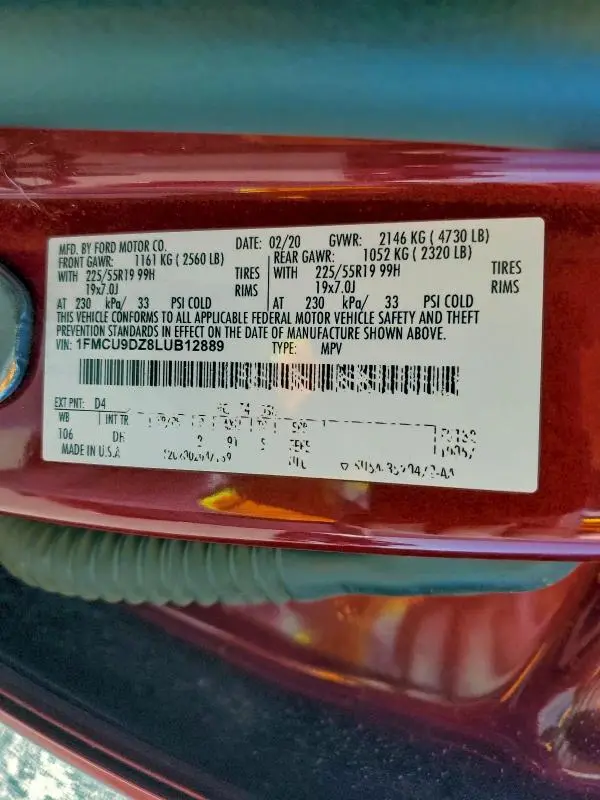 MFD. BY FORD MOTOR CO. DATE: 02/20 GVWR: 2146 KG ( 4730 LB)
FRONT GAWR: 1161 KG ( 2560 LB) REAR GAWR: 1052 KG ( 2320 LB)
WITH 225/55R19 99H TIRES WITH 225/55R19 99H TIRES
19x7.0J RIMS 19x7.0J RIMS
AT 230 kPa/ 33 PSI COLD AT 230 kPa/ 33 PSI COLD
THIS VEHICLE CONFORMS TO ALL APPLICABLE FEDERAL MOTOR VEHICLE SAFETY AND THEFT
PREVENTION STANDARDS IN EFFECT ON THE DATE OF MANUFACTURE SHOWN ABOVE.
VIN: 1FMCU9DZ8LUB12889 TYPE: MPV
EXT PNT: D4
WB INT TR
106
MADE IN U.S.A